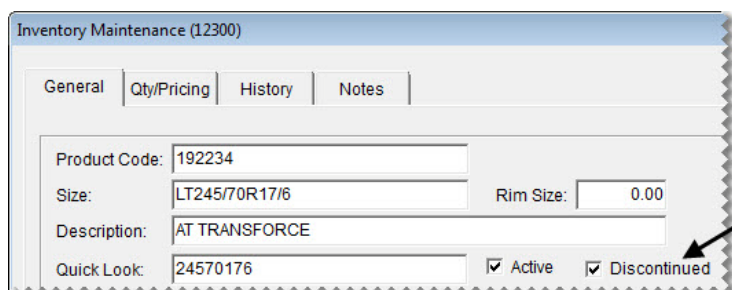 Inventory Maintenance (12300)
General Qty/Pricing History Notes
Product Code: 192234
Size: LT245/70R17/6 Rim Size: 0.00
Description: AT TRANSFORCE
Quick Look: 24570176 Active Discontinued